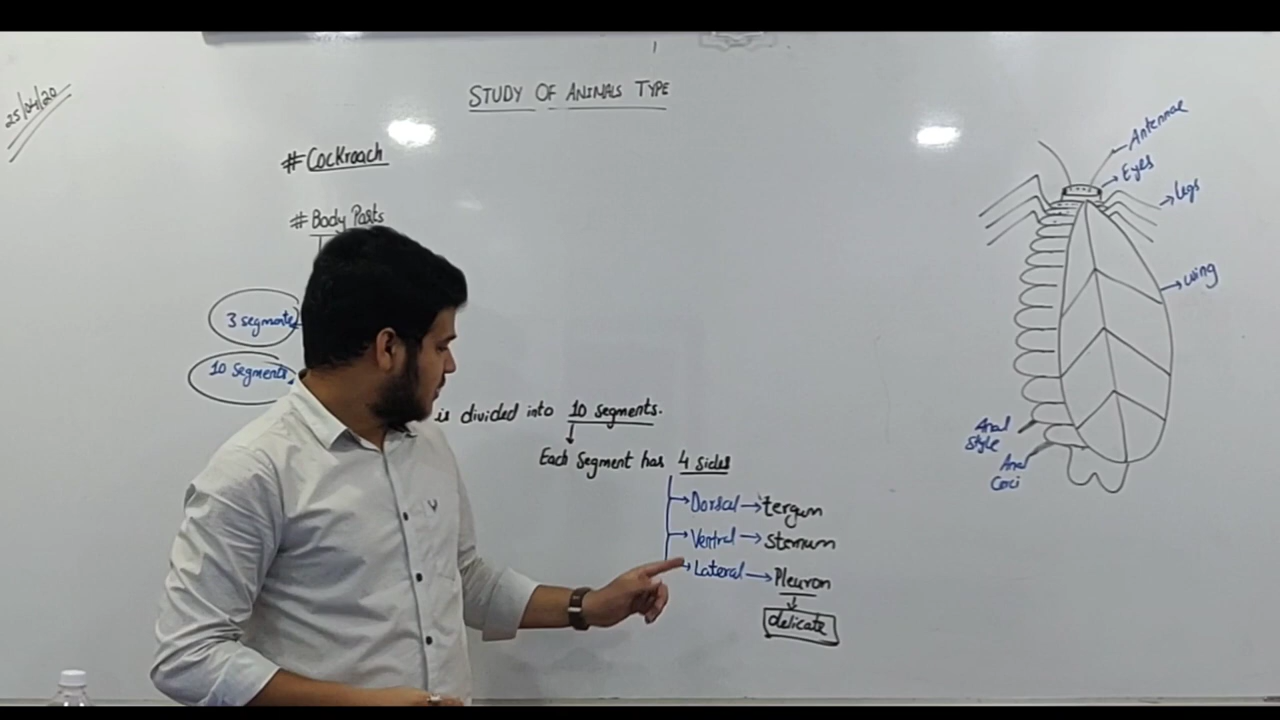 25/04/20
STUDY OF ANIMALS TYPE
# Cockroach
# Body Parts
3 segments
10 Segments
is divided into 10 segments.
Each Segment has 4 sides
Dorsal → tergum
Ventral → sternum
Lateral → Pleuron
delicate
Antennae
Eyes
Legs
wing
Anal
Style
Anal
Cerci